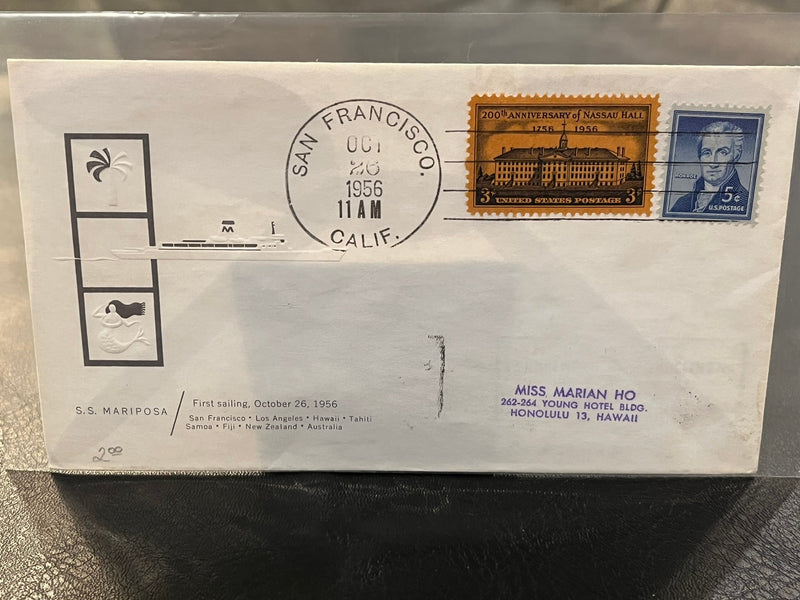 SAN FRANCISCO.
OCT
26
1956
11 AM
CALIF.
200th ANNIVERSARY of NASSAU HALL
1756 1956
3¢ 3¢
UNITED STATES POSTAGE
MONROE
5¢
U.S. POSTAGE
M
S.S. MARIPOSA / First sailing, October 26, 1956
San Francisco • Los Angeles • Hawaii • Tahiti
Samoa • Fiji • New Zealand • Australia
MISS MARIAN HO
262-264 YOUNG HOTEL BLDG.
HONOLULU 13, HAWAII
2.00